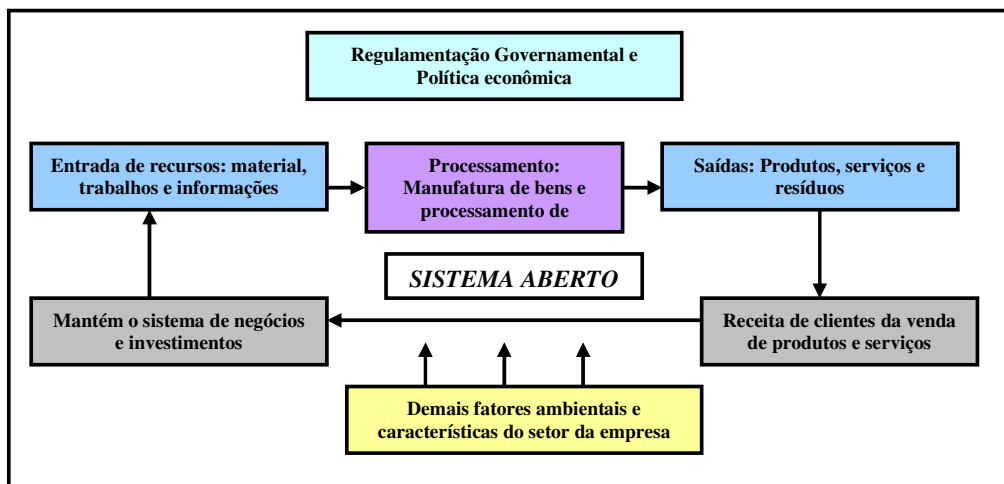 Regulamentação Governamental e
Política econômica
Entrada de recursos: material,
trabalhos e informações
Processamento:
Manufatura de bens e
processamento de
Saídas: Produtos, serviços e
resíduos
SISTEMA ABERTO
Mantém o sistema de negócios
e investimentos
Receita de clientes da venda
de produtos e serviços
Demais fatores ambientais e
características do setor da empresa